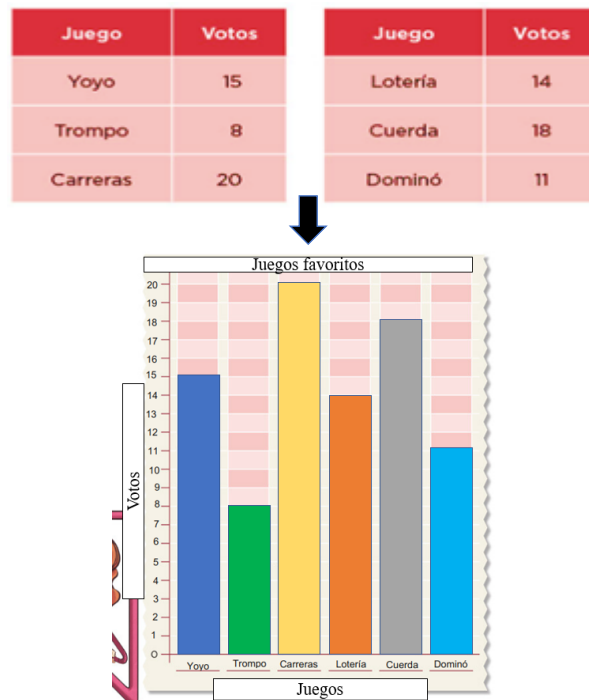 Juego Votos
Yoyo 15
Trompo 8
Carreras 20
Juego Votos
Lotería 14
Cuerda 18
Dominó 11
Juegos favoritos
Votos
20
19
18
17
16
15
14
13
12
11
10
9
8
7
6
5
4
3
2
1
0
Yoyo Trompo Carreras Lotería Cuerda Dominó
Juegos